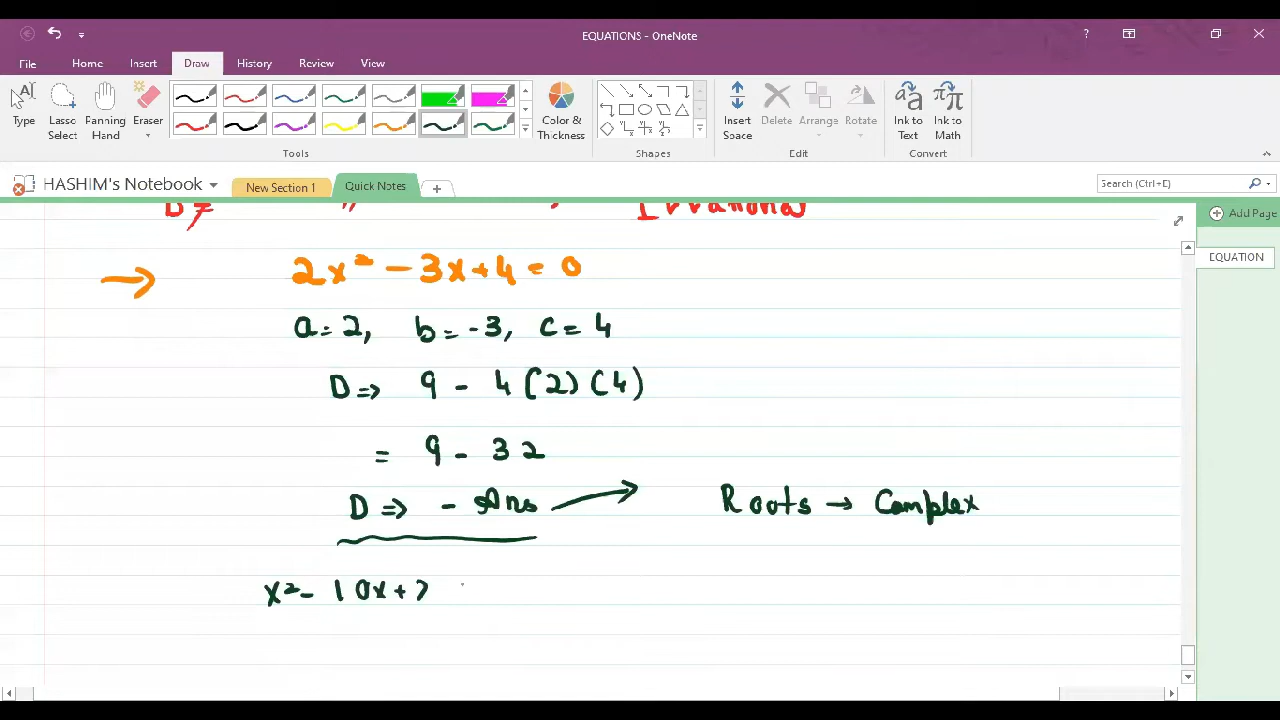 EQUATIONS - OneNote
File Home Insert Draw History Review View
Type Lasso Select Panning Hand Eraser Color & Thickness Insert Space Delete Arrange Rotate Ink to Text Ink to Math
Tools Shapes Edit Convert
HASHIM's Notebook New Section 1 Quick Notes + Search (Ctrl+E)
Add Page
EQUATION
Irrational
2x² - 3x + 4 = 0
a = 2, b = -3, c = 4
D => 9 - 4 (2) (4)
= 9 - 32
D => - Ans Roots → Complex
x² - 10x + 7